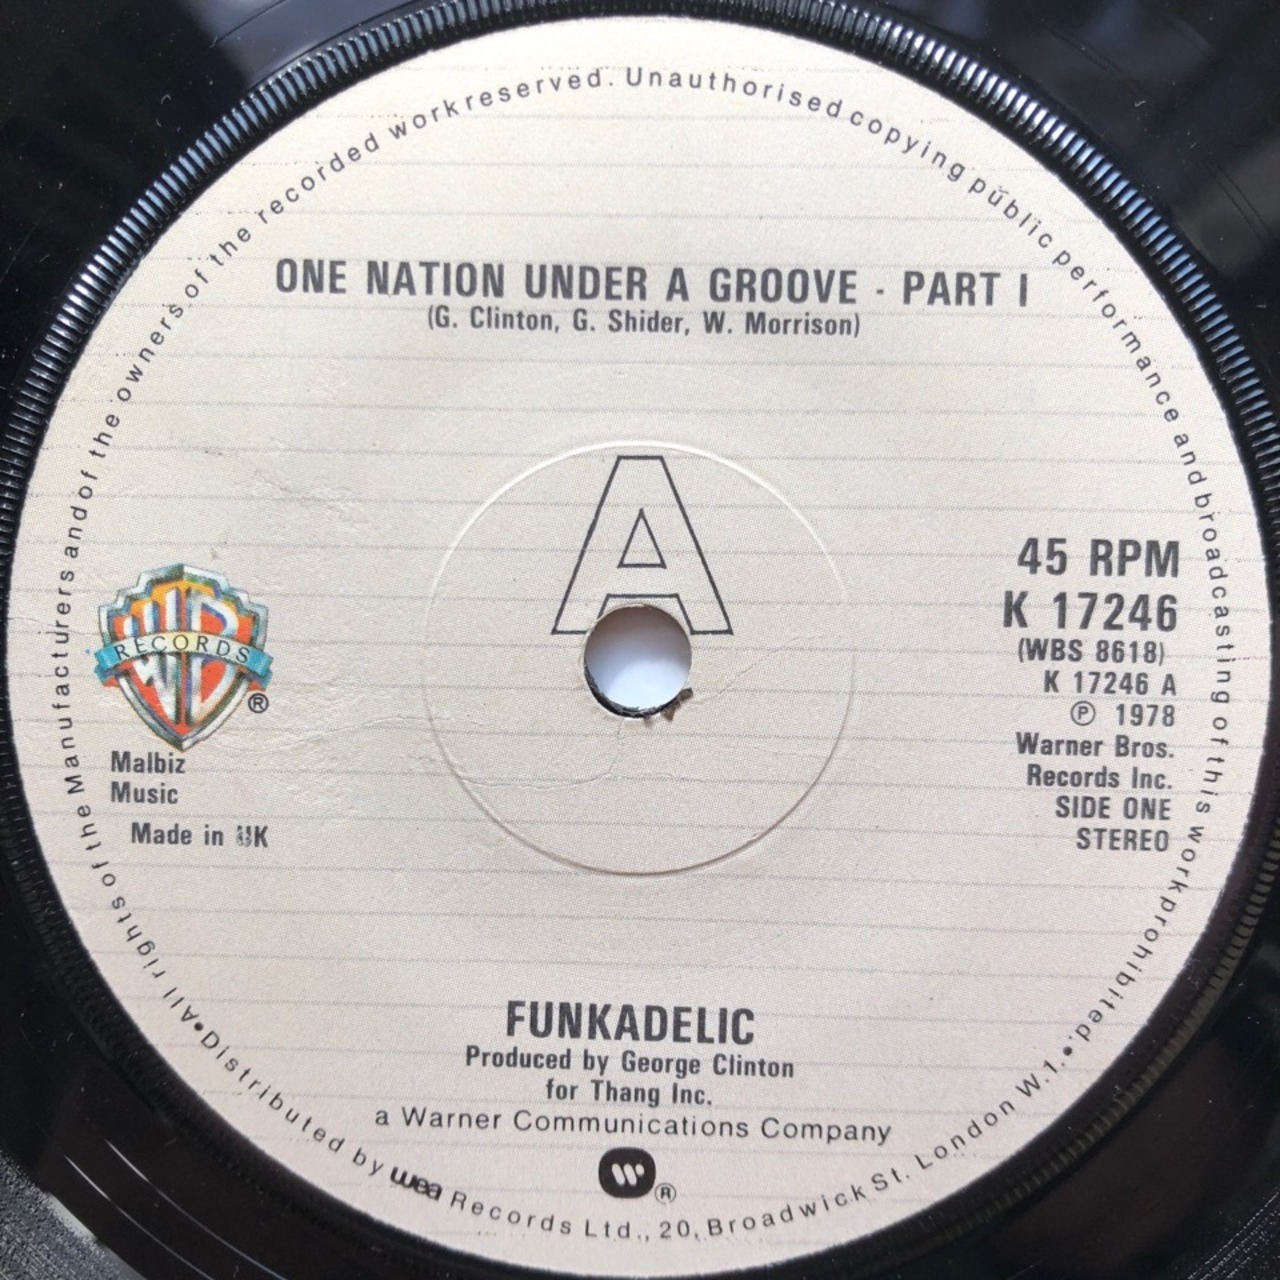 All rights of the Manufacturers and of the owners of the recorded work reserved. Unauthorised copying public performance and broadcasting of this work prohibited.
ONE NATION UNDER A GROOVE - PART I
(G. Clinton, G. Shider, W. Morrison)
A
45 RPM
K 17246
(WBS 8618)
K 17246 A
℗ 1978
Warner Bros.
Records Inc.
SIDE ONE
STEREO
WB
RECORDS
®
Malbiz
Music
Made in UK
FUNKADELIC
Produced by George Clinton
for Thang Inc.
a Warner Communications Company
W ®
•Distributed by wea Records Ltd., 20, Broadwick St. London W.1.•